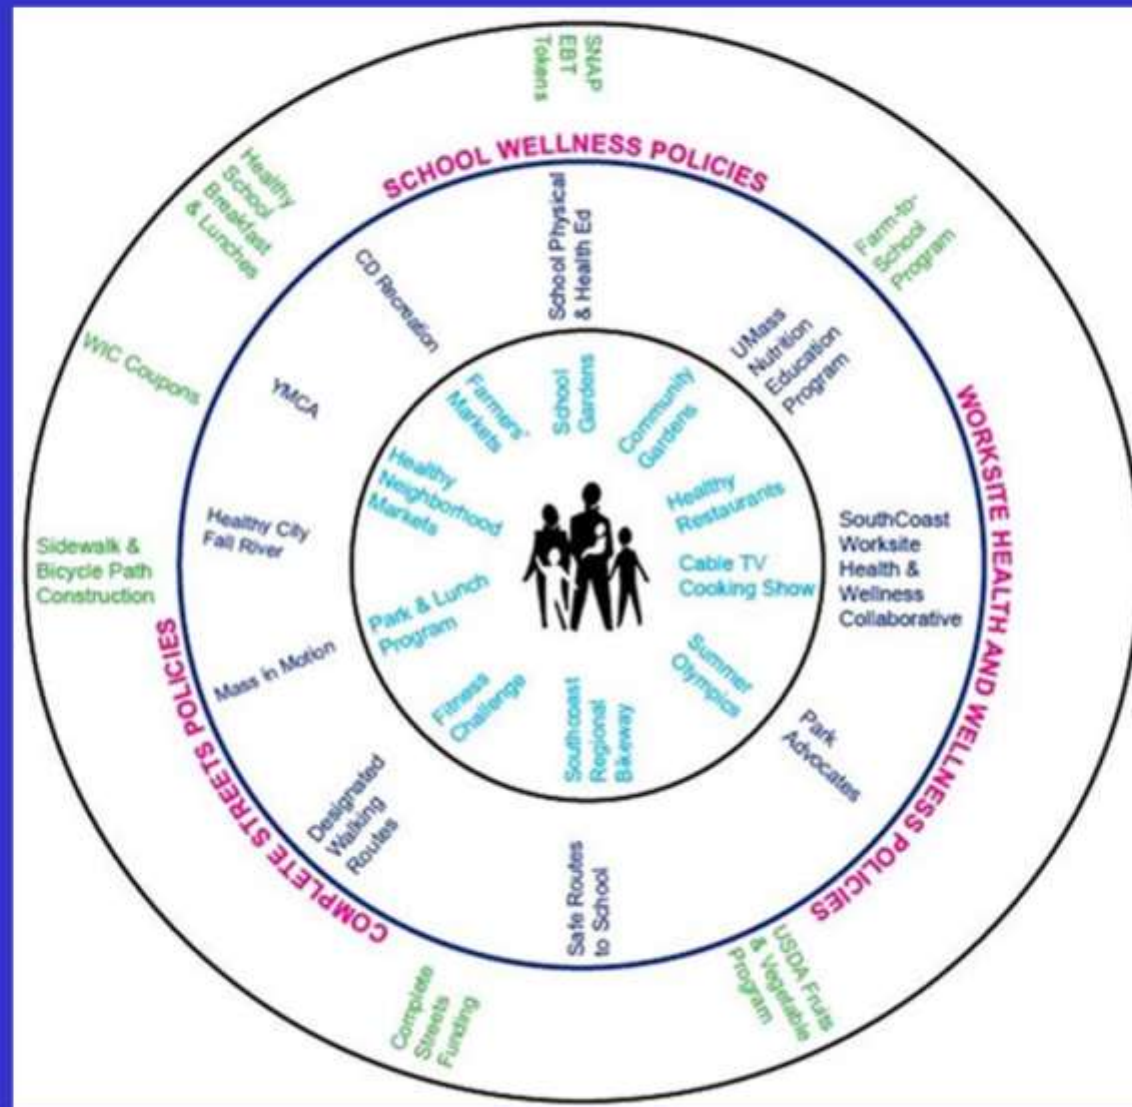 SNAP
EBT
Tokens
Healthy
School
Breakfast
& Lunches
Farm-to-
School
Program
WIC Coupons
Sidewalk &
Bicycle Path
Construction
Complete
Streets
Funding
USDA Fruits
& Vegetable
Program
SCHOOL WELLNESS POLICIES
WORKSITE HEALTH AND WELLNESS POLICIES
COMPLETE STREETS POLICIES
School Physical
& Health Ed
CD Recreation
UMass
Nutrition
Education
Program
YMCA
Healthy City
Fall River
SouthCoast
Worksite
Health &
Wellness
Collaborative
Mass in Motion
Park
Advocates
Designated
Walking
Routes
Safe Routes
to School
Farmers'
Markets
School
Gardens
Community
Gardens
Healthy
Neighborhood
Markets
Healthy
Restaurants
Cable TV
Cooking Show
Park & Lunch
Program
Summer
Olympics
Fitness
Challenge
Southcoast
Regional
Bikeway